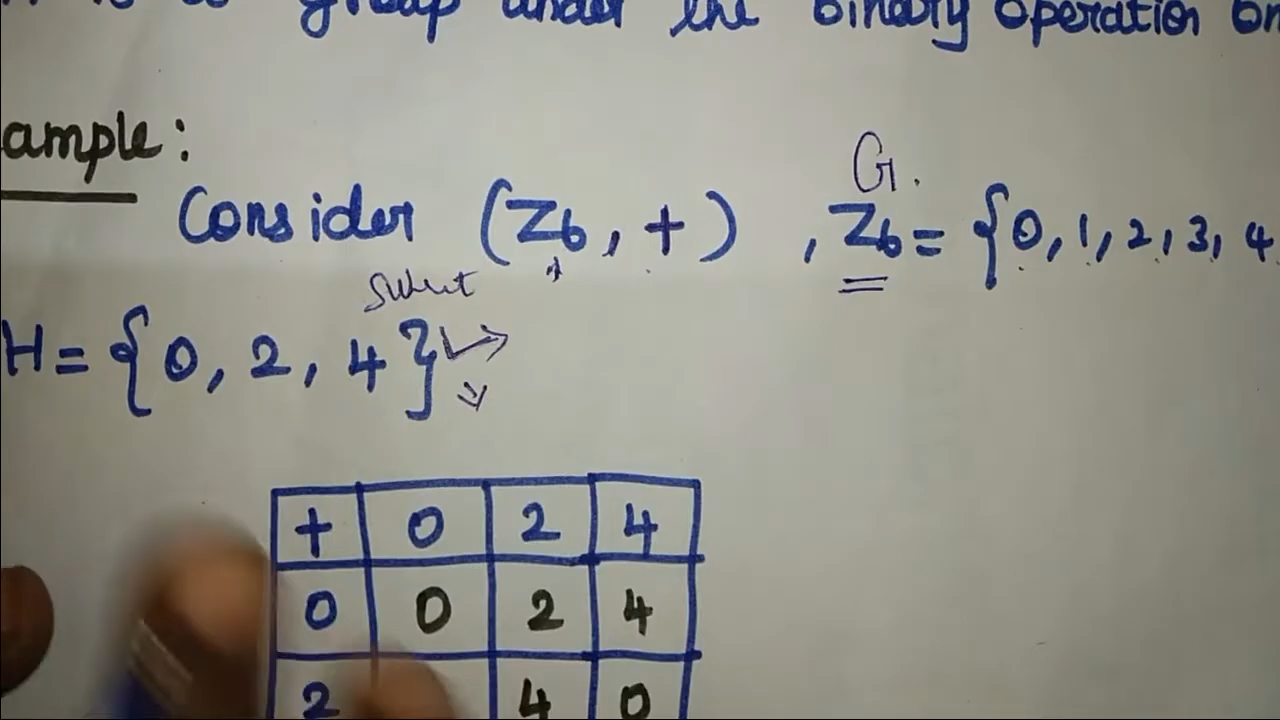 group under the binary operation on
ample:
G.
Consider (Z6, +), Z6 = {0, 1, 2, 3, 4
H = {0, 2, 4}
+ 0 2 4
0 0 2 4
2 4 0